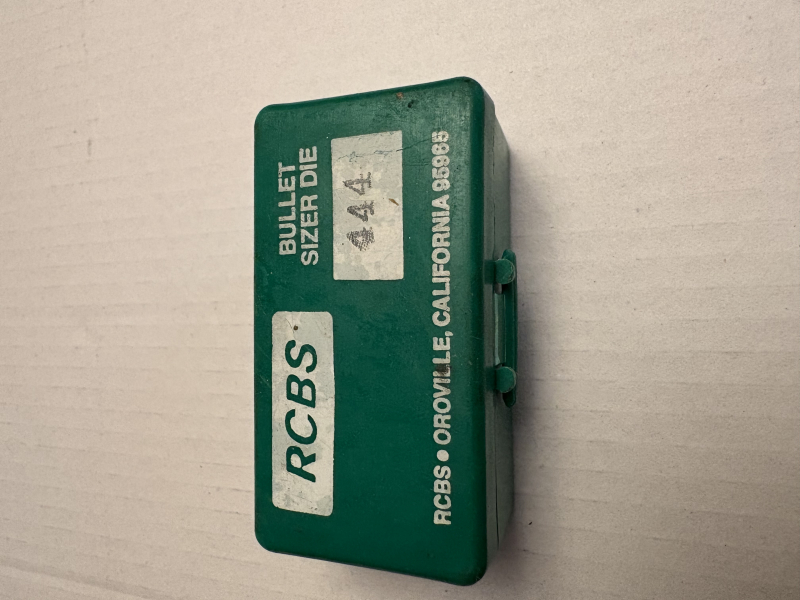 RCBS
BULLET
SIZER DIE
444
RCBS • OROVILLE, CALIFORNIA 95965